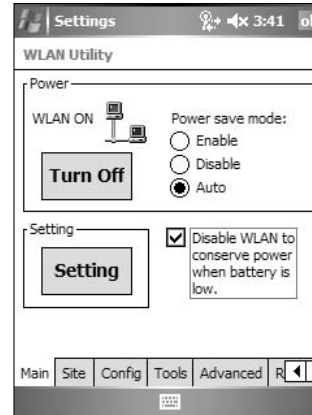 Settings 3:41 ok
WLAN Utility
Power
WLAN ON
Power save mode:
Enable
Disable
Auto
Turn Off
Setting
Setting
Disable WLAN to
conserve power
when battery is
low.
Main Site Config Tools Advanced R